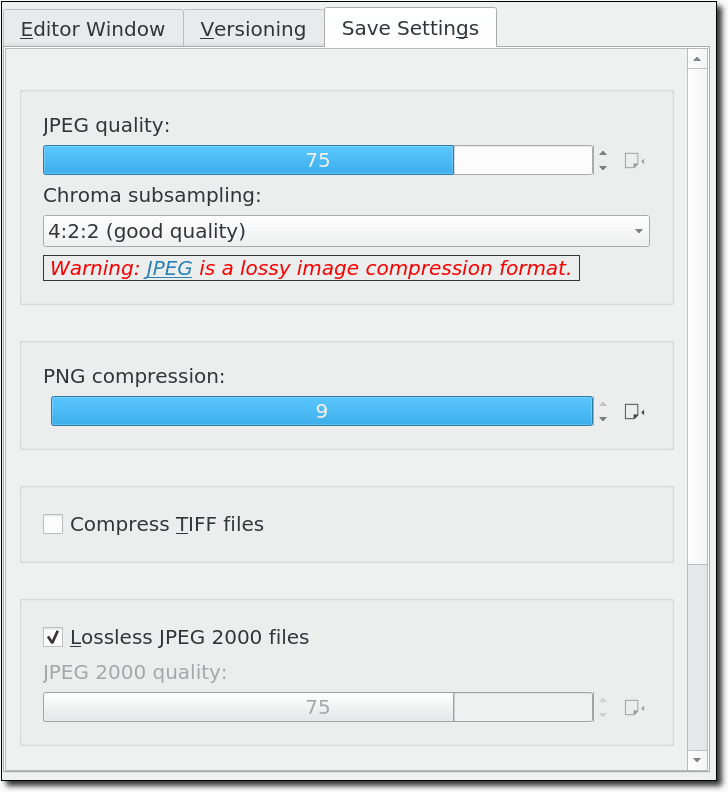 Editor Window Versioning Save Settings
JPEG quality:
75
Chroma subsampling:
4:2:2 (good quality)
Warning: JPEG is a lossy image compression format.
PNG compression:
9
Compress TIFF files
Lossless JPEG 2000 files
JPEG 2000 quality:
75